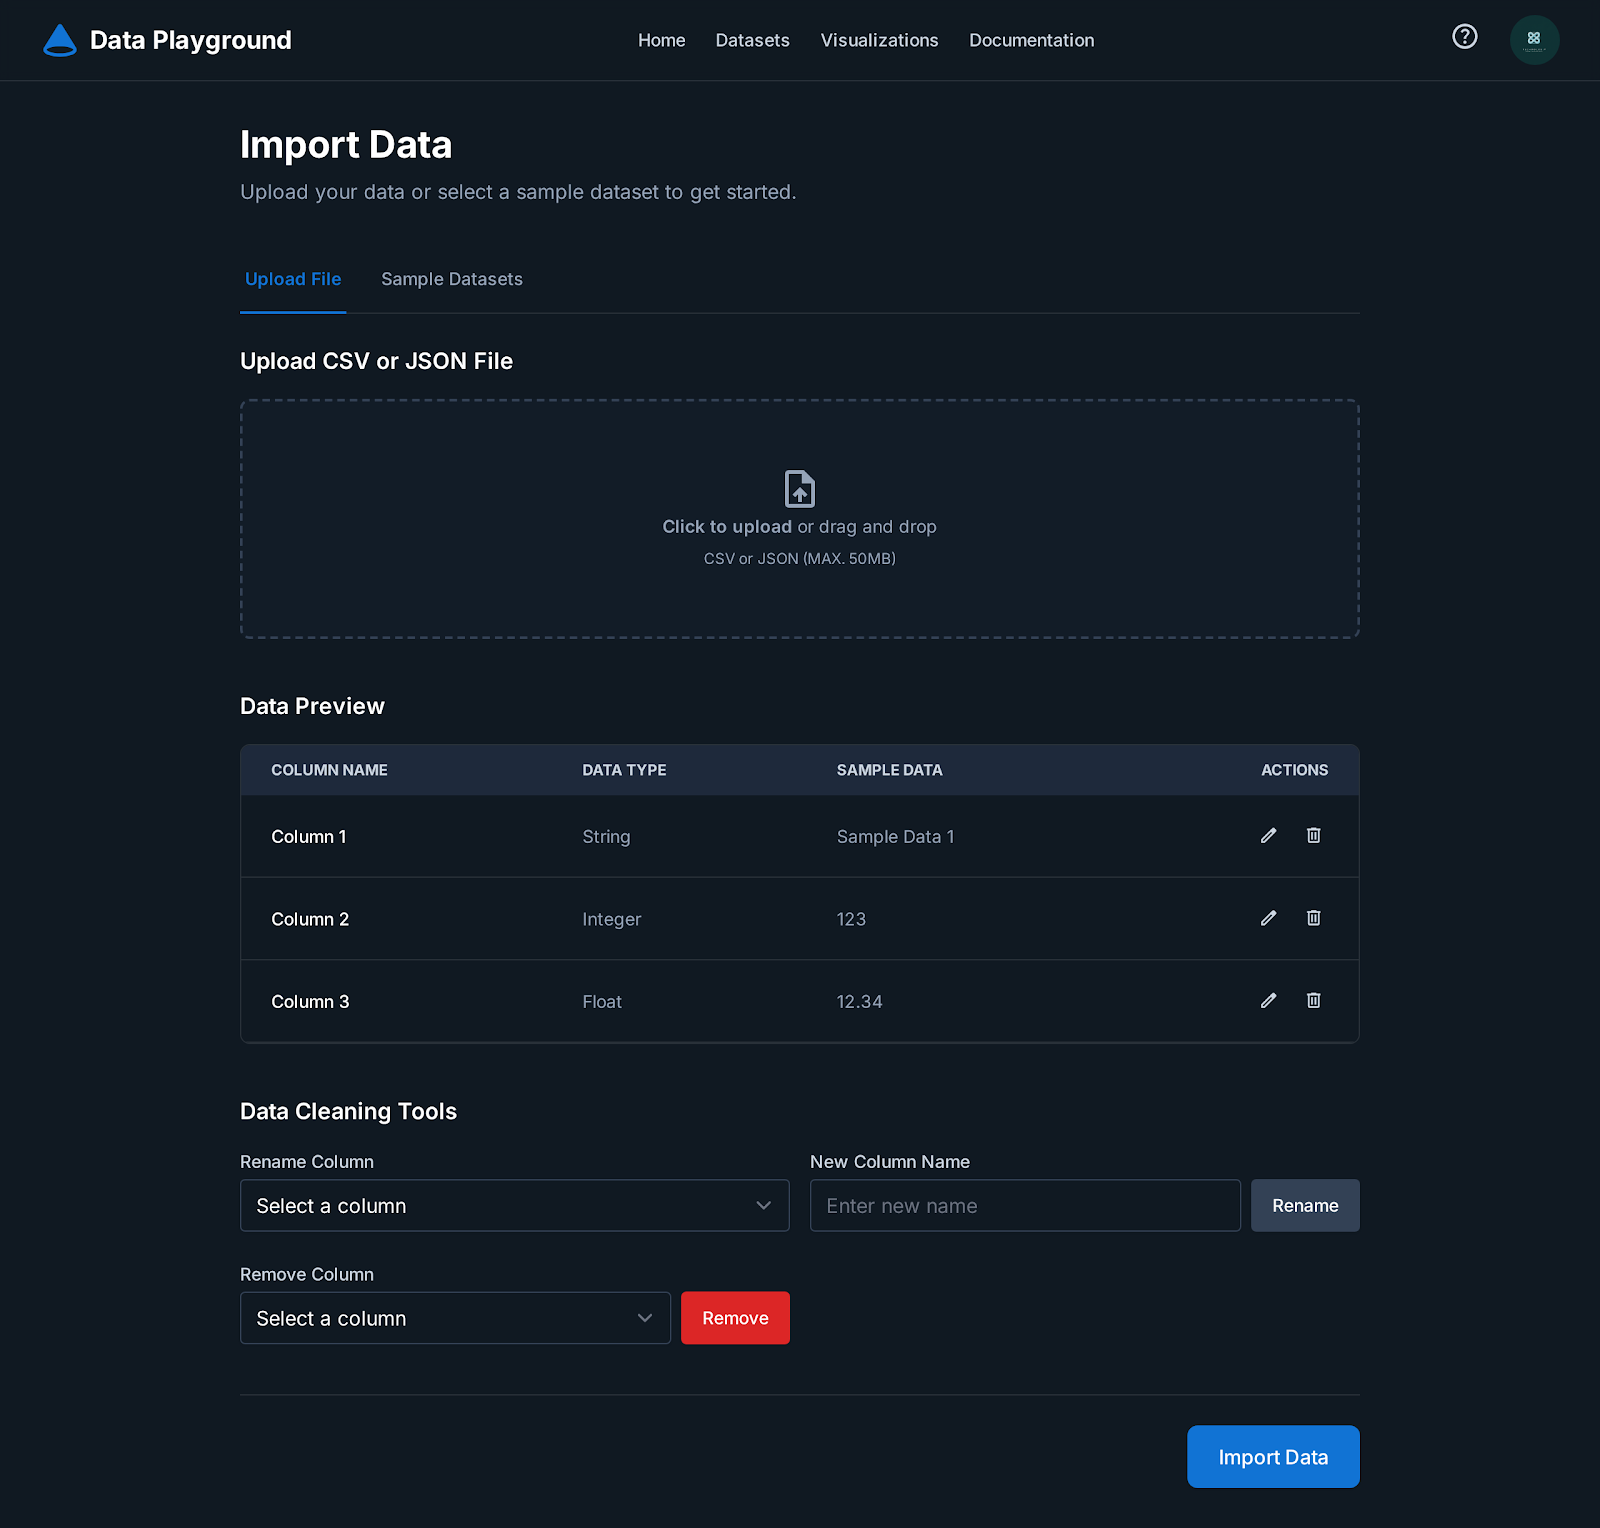 Data Playground
Home Datasets Visualizations Documentation
Import Data
Upload your data or select a sample dataset to get started.
Upload File Sample Datasets
Upload CSV or JSON File
Click to upload or drag and drop
CSV or JSON (MAX. 50MB)
Data Preview
COLUMN NAME DATA TYPE SAMPLE DATA ACTIONS
Column 1 String Sample Data 1
Column 2 Integer 123
Column 3 Float 12.34
Data Cleaning Tools
Rename Column New Column Name
Select a column Enter new name Rename
Remove Column
Select a column Remove
Import Data